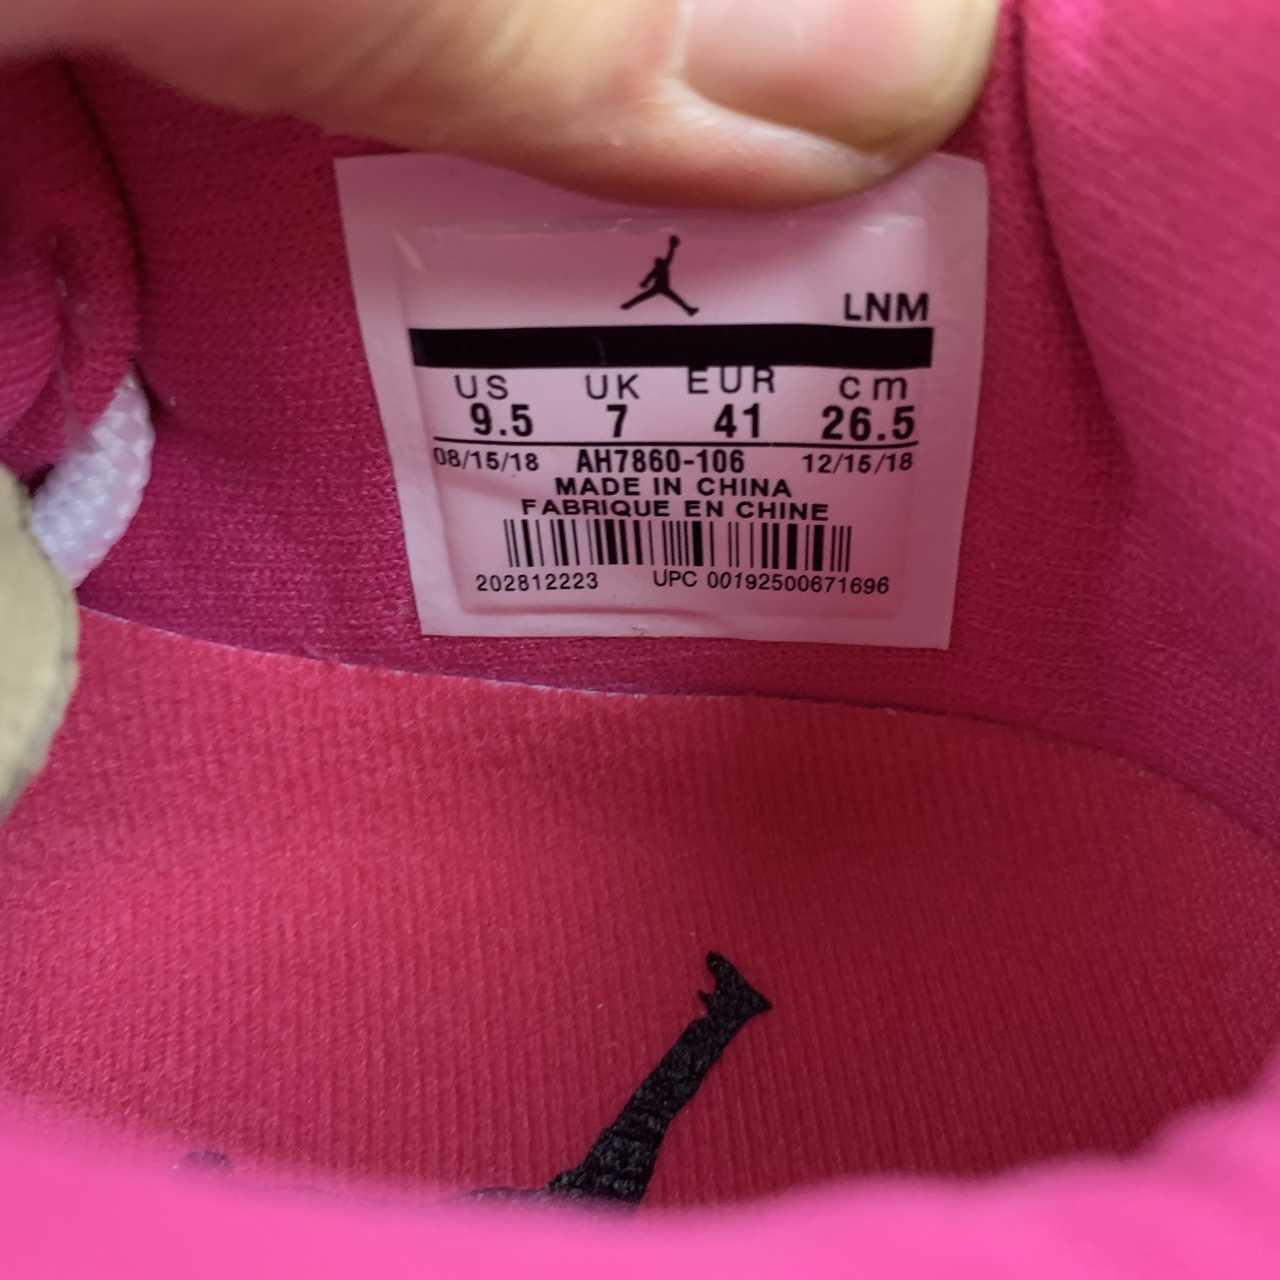 LNM
US UK EUR cm
9.5 7 41 26.5
08/15/18 AH7860-106 12/15/18
MADE IN CHINA
FABRIQUE EN CHINE
202812223 UPC 00192500671696